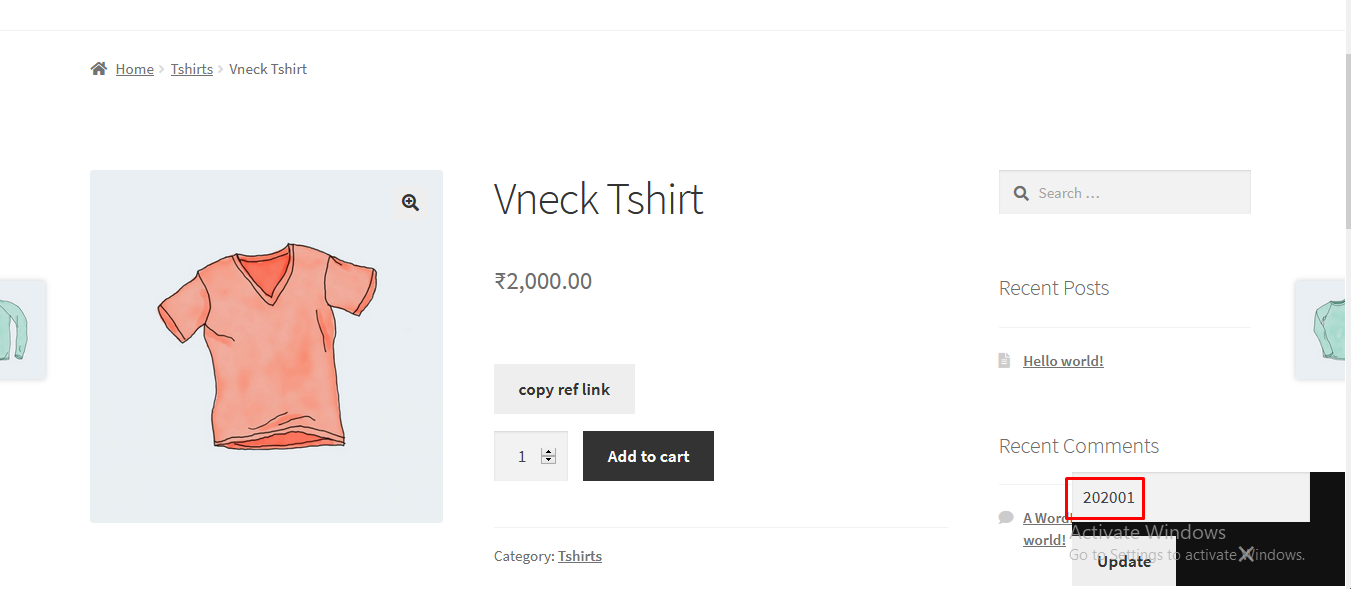 Home Tshirts Vneck Tshirt
Vneck Tshirt
₹2,000.00
copy ref link
1
Add to cart
Category: Tshirts
Search ...
Recent Posts
Hello world!
Recent Comments
202001
A Word
world!
Activate Windows
Go to Settings to activate Windows.
Update